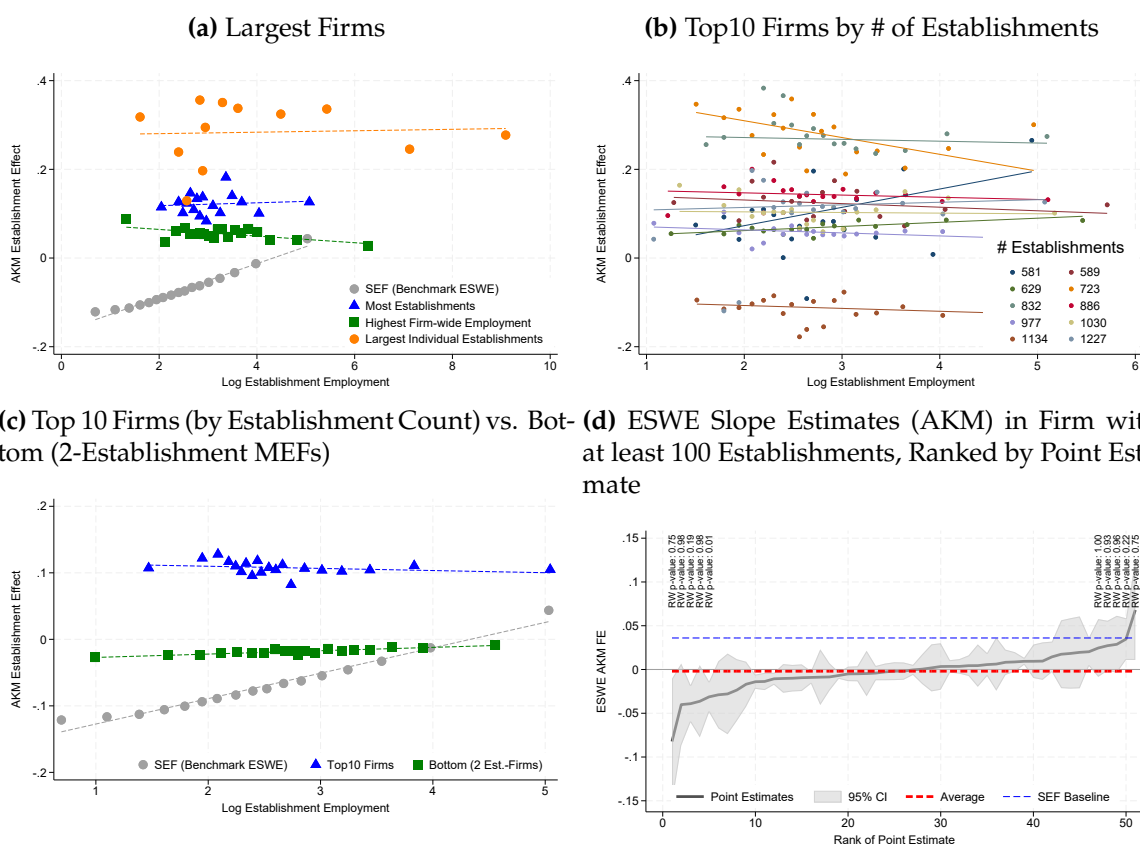 (a) Largest Firms
(b) Top10 Firms by # of Establishments
.4
.2
0
-.2
AKM Establishment Effect
0 2 4 6 8 10
Log Establishment Employment
SEF (Benchmark ESWE)
Most Establishments
Highest Firm-wide Employment
Largest Individual Establishments
.4
.2
0
-.2
AKM Establishment Effect
1 2 3 4 5 6
Log Establishment Employment
# Establishments
581 589
629 723
832 886
977 1030
1134 1227
(c) Top 10 Firms (by Establishment Count) vs. Bot-
tom (2-Establishment MEFs)
(d) ESWE Slope Estimates (AKM) in Firm wit
at least 100 Establishments, Ranked by Point Est
mate
.2
.1
0
-.1
-.2
AKM Establishment Effect
1 2 3 4 5
Log Establishment Employment
SEF (Benchmark ESWE) Top10 Firms Bottom (2 Est.-Firms)
.15
.1
.05
0
-.05
-.1
-.15
ESWE AKM FE
RW p-value : 0.75
RW p-value : 0.98
RW p-value : 0.19
RW p-value : 0.98
RW p-value : 0.01
RW p-value : 1.00
RW p-value : 0.93
RW p-value : 0.96
RW p-value : 0.22
RW p-value : 0.75
Point Estimates 95% CI Average SEF Baseline
0 10 20 30 40 50
Rank of Point Estimate